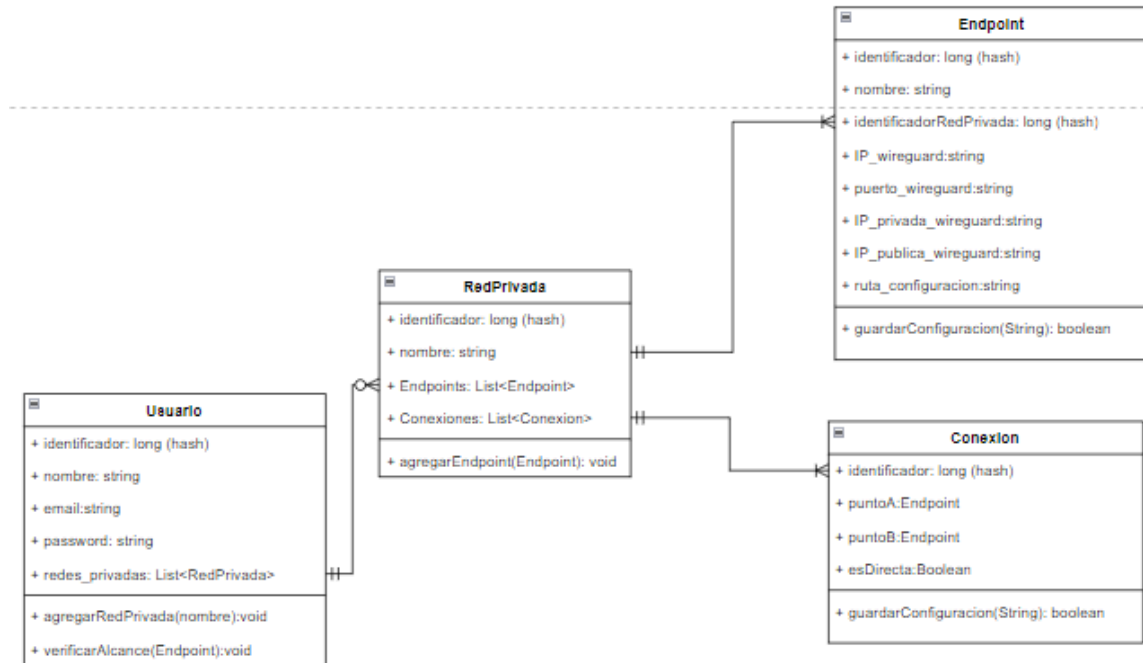 Endpoint
+ identificador: long (hash)
+ nombre: string
+ identificadorRedPrivada: long (hash)
+ IP_wireguard:string
+ puerto_wireguard:string
+ IP_privada_wireguard:string
+ IP_publica_wireguard:string
+ ruta_configuracion:string
+ guardarConfiguracion(String): boolean
RedPrivada
+ identificador: long (hash)
+ nombre: string
+ Endpoints: List<Endpoint>
+ Conexiones: List<Conexion>
+ agregarEndpoint(Endpoint): void
Usuario
+ identificador: long (hash)
+ nombre: string
+ email:string
+ password: string
+ redes_privadas: List<RedPrivada>
+ agregarRedPrivada(nombre):void
+ verificarAlcance(Endpoint):void
Conexion
+ identificador: long (hash)
+ puntoA:Endpoint
+ puntoB:Endpoint
+ esDirecta:Boolean
+ guardarConfiguracion(String): boolean